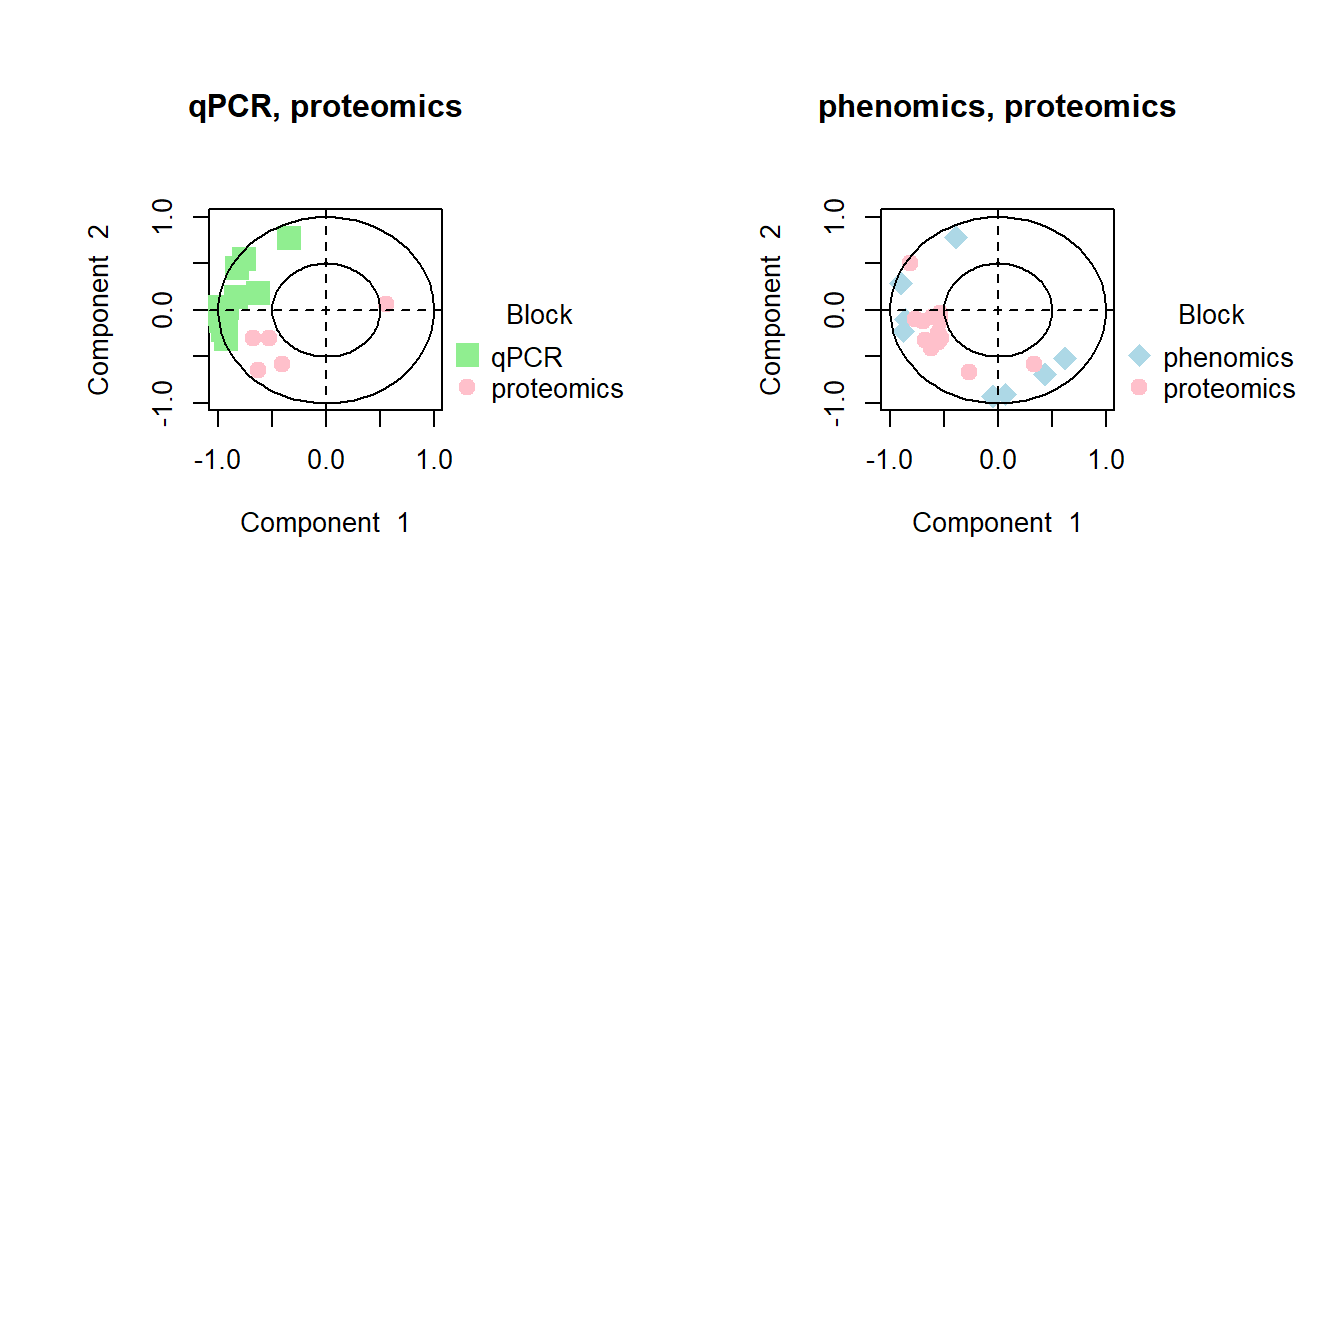 qPCR, proteomics
Component 2
1.0
0.0
-1.0
-1.0 0.0 1.0
Component 1
Block
qPCR
proteomics
phenomics, proteomics
Component 2
1.0
0.0
-1.0
-1.0 0.0 1.0
Component 1
Block
phenomics
proteomics